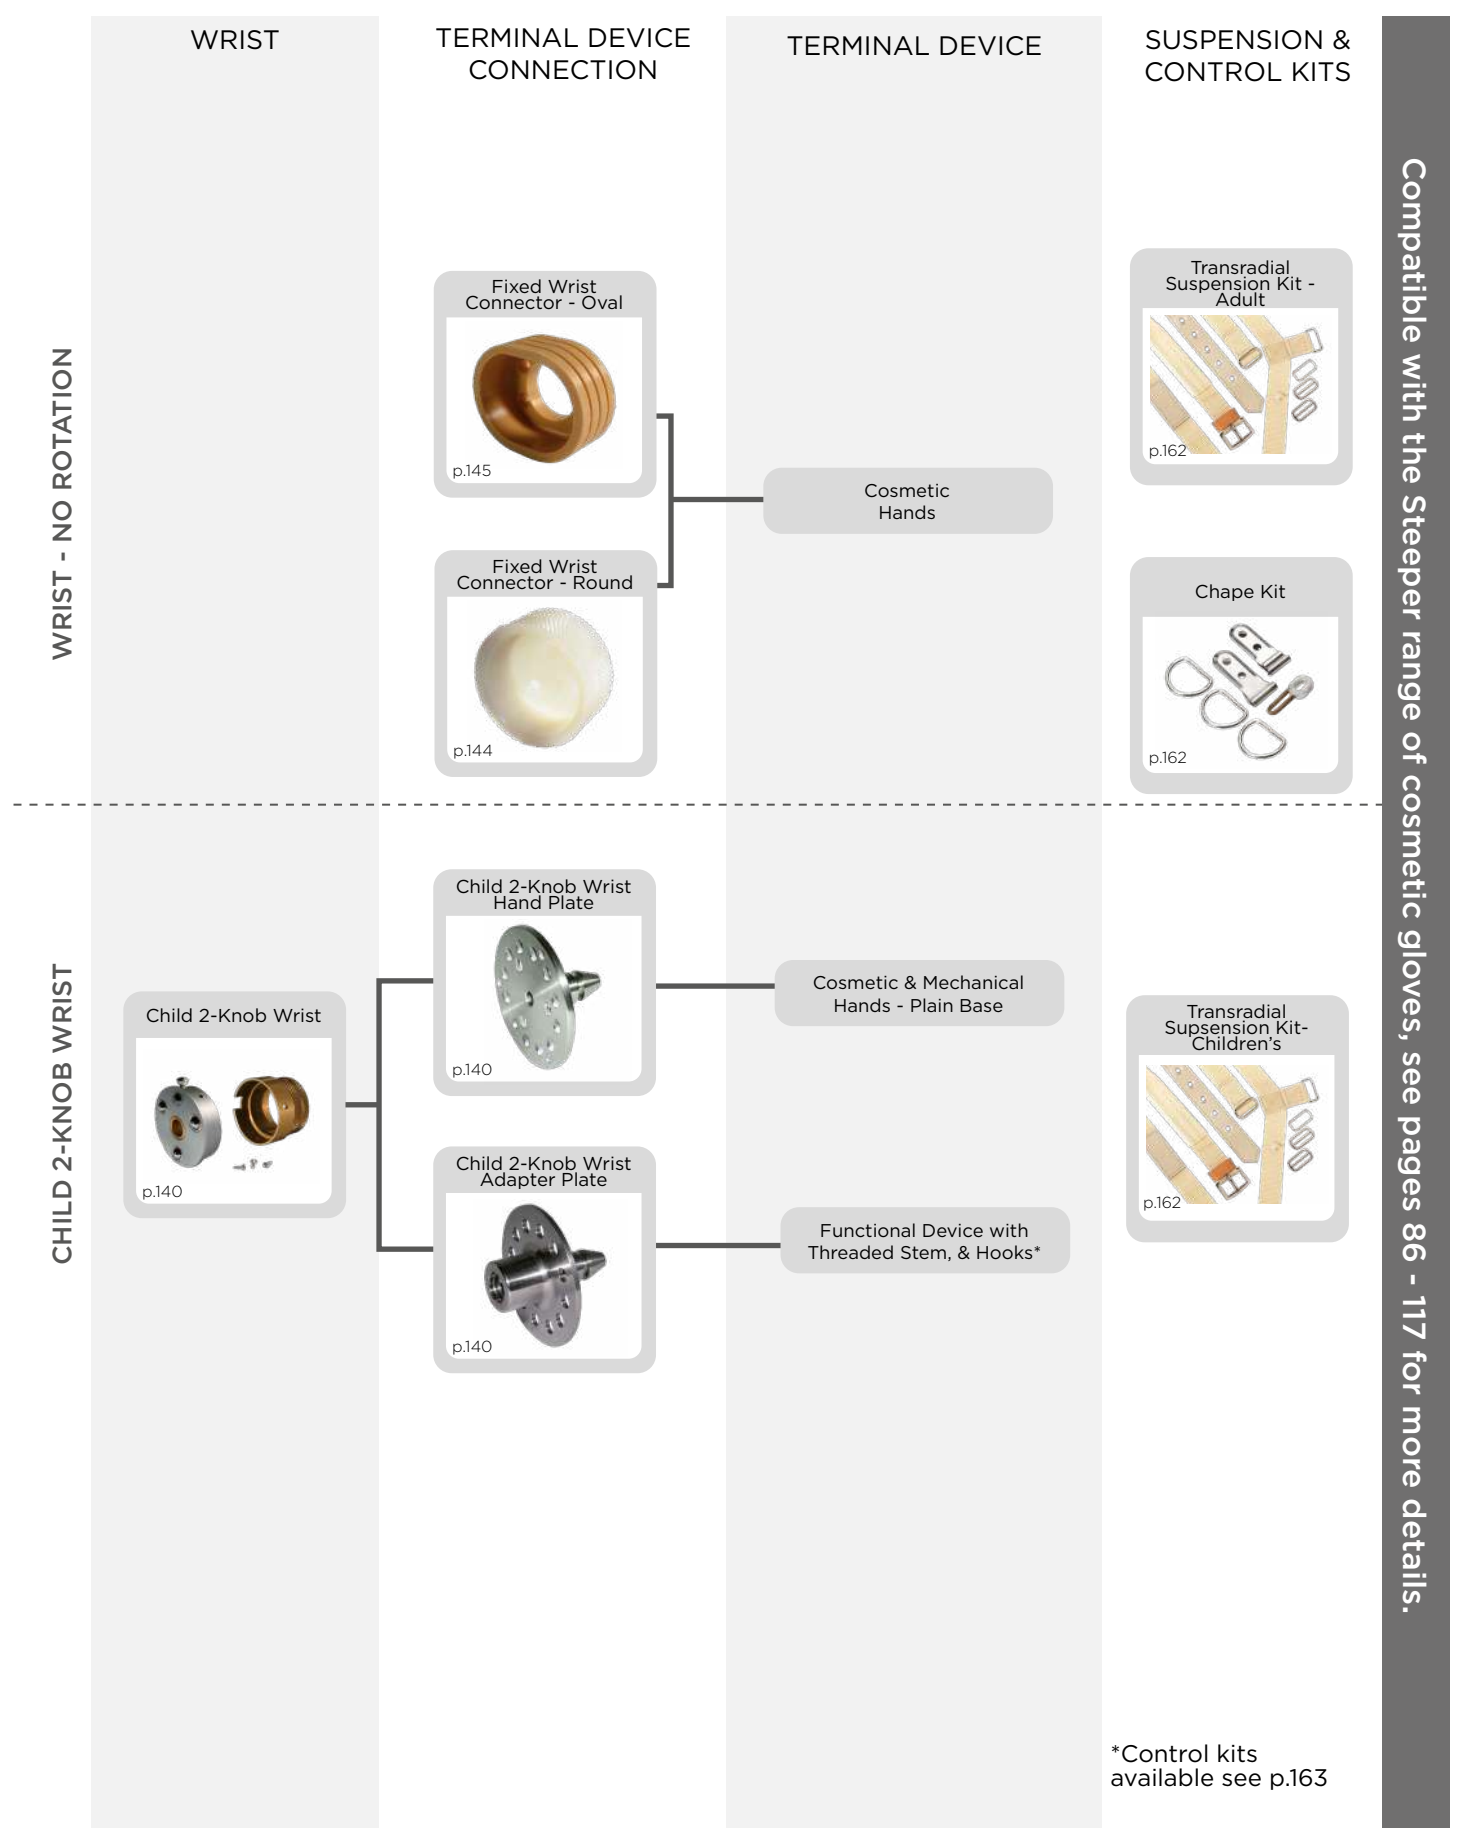 WRIST
TERMINAL DEVICE
CONNECTION
TERMINAL DEVICE
SUSPENSION &
CONTROL KITS
WRIST - NO ROTATION
Fixed Wrist
Connector - Oval
p.145
Fixed Wrist
Connector - Round
p.144
Cosmetic
Hands
Transradial
Suspension Kit -
Adult
p.162
Chape Kit
p.162
CHILD 2-KNOB WRIST
Child 2-Knob Wrist
p.140
Child 2-Knob Wrist
Hand Plate
p.140
Child 2-Knob Wrist
Adapter Plate
p.140
Cosmetic & Mechanical
Hands - Plain Base
Functional Device with
Threaded Stem, & Hooks*
Transradial
Supsension Kit-
Children's
p.162
*Control kits
available see p.163
Compatible with the Steeper range of cosmetic gloves, see pages 86 - 117 for more details.